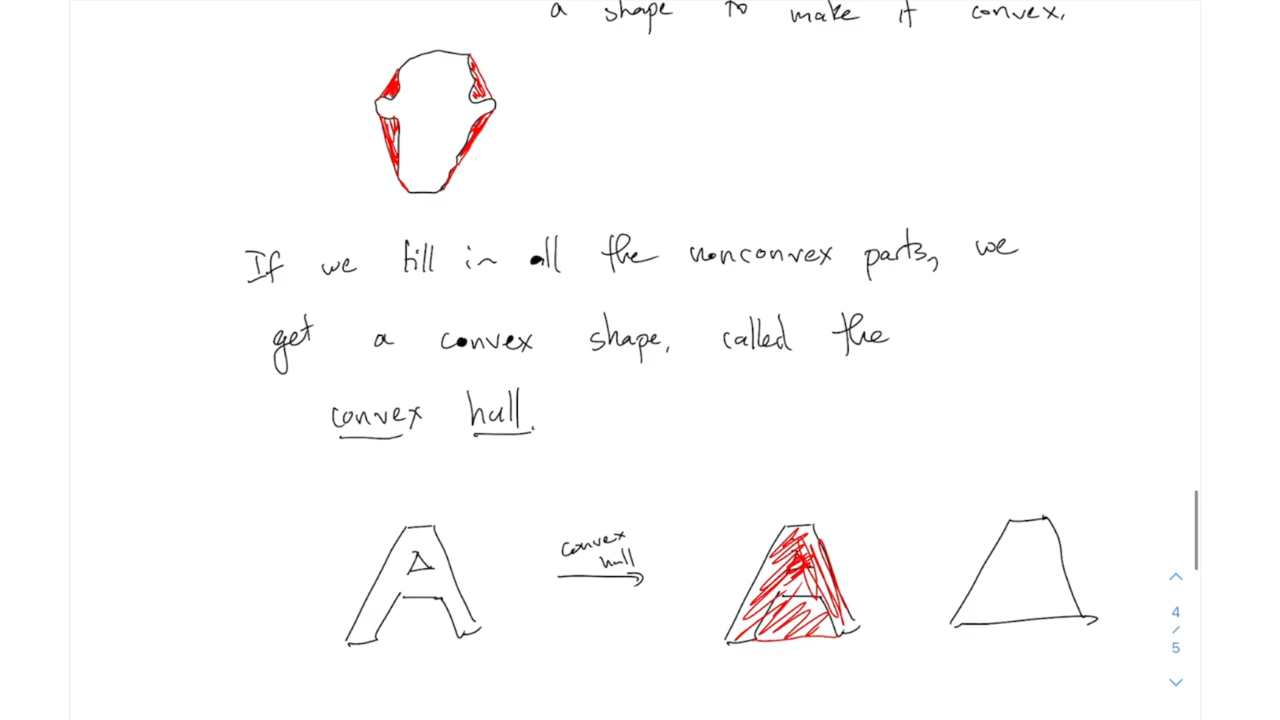 a shape to make it convex.
If we fill in all the nonconvex parts, we
get a convex shape, called the
convex hull.
convex
hull
4
/
5